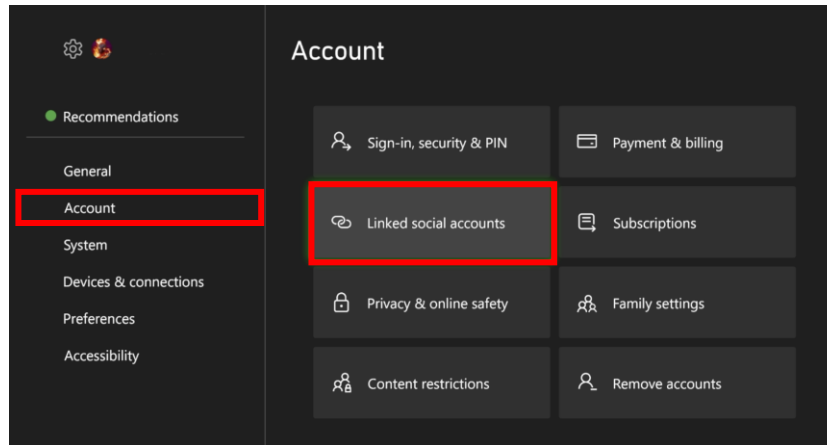 Account
Recommendations
General
Account
System
Devices & connections
Preferences
Accessibility
Sign-in, security & PIN
Payment & billing
Linked social accounts
Subscriptions
Privacy & online safety
Family settings
Content restrictions
Remove accounts